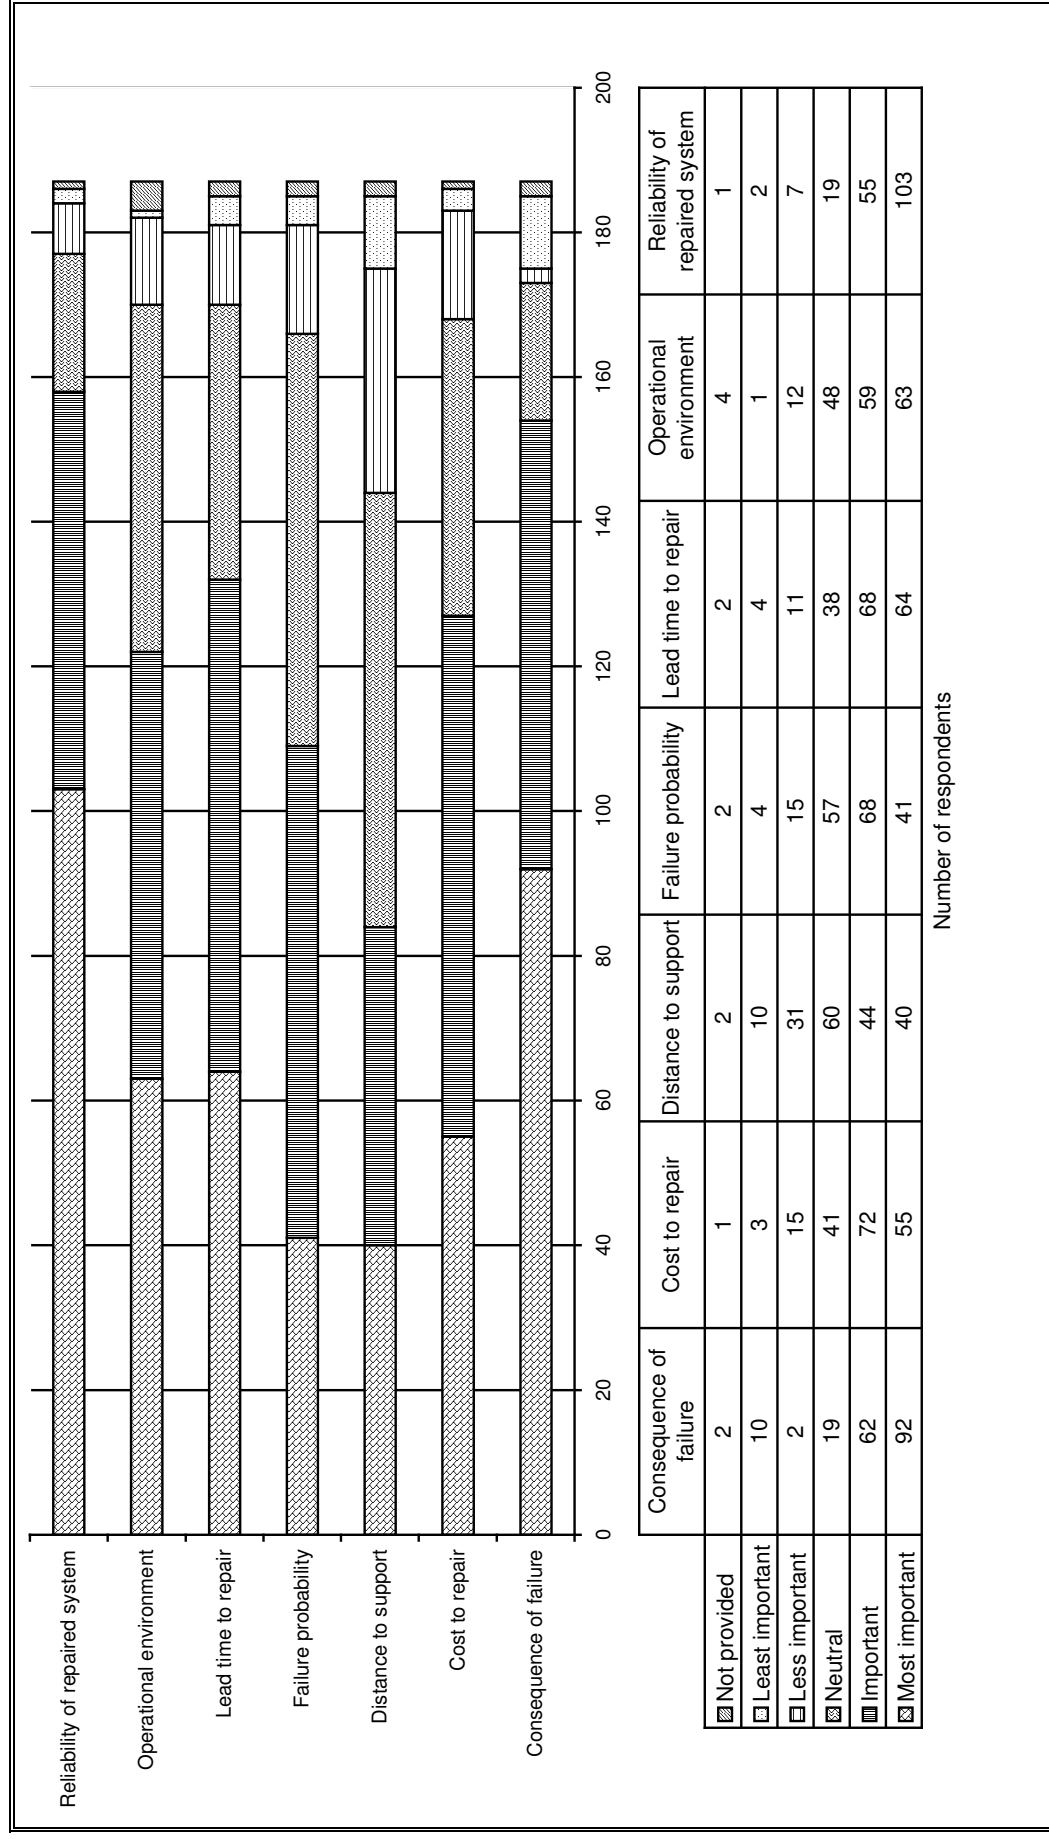 Reliability of repaired system
Operational environment
Lead time to repair
Failure probability
Distance to support
Cost to repair
Consequence of failure
0 20 40 60 80 100 120 140 160 180 200
Consequence of failure Cost to repair Distance to support Failure probability Lead time to repair Operational environment Reliability of repaired system
Not provided 2 1 2 2 2 4 1
Least important 10 3 10 4 4 1 2
Less important 2 15 31 15 11 12 7
Neutral 19 41 60 57 38 48 19
Important 62 72 44 68 68 59 55
Most important 92 55 40 41 64 63 103
Number of respondents